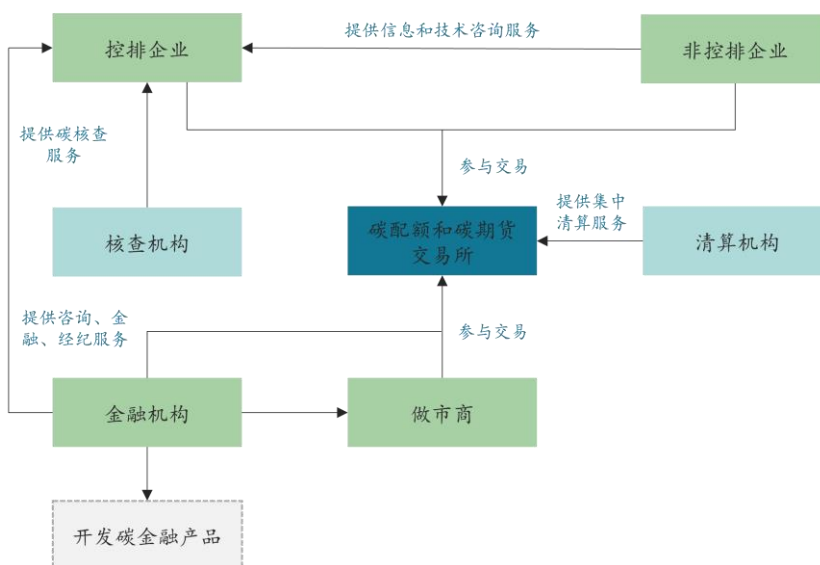 提供信息和技术咨询服务
控排企业
非控排企业
提供碳核查
服务
参与交易
提供集中
清算服务
核查机构
碳配额和碳期货
交易所
清算机构
提供咨询、金
融、经纪服务
参与交易
金融机构
做市商
开发碳金融产品